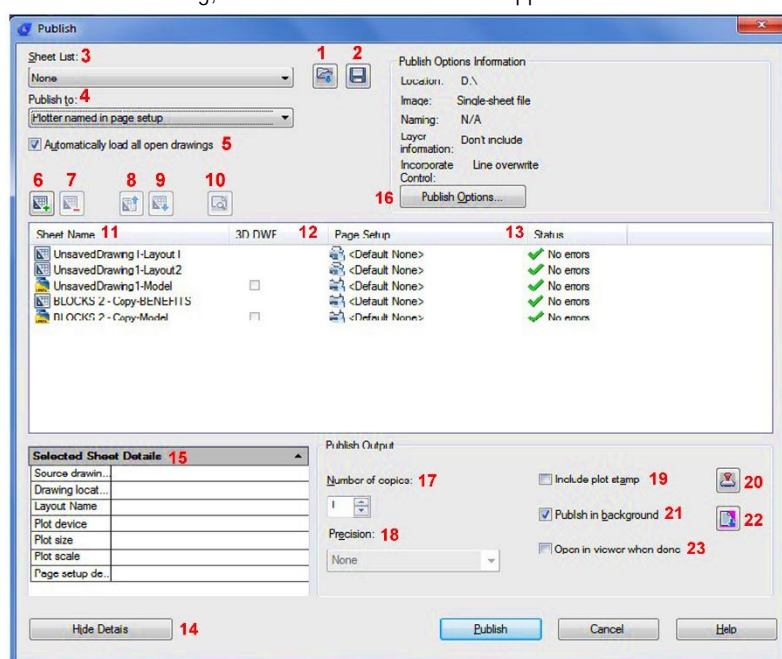 Publish
Sheet List: 3
None
1 2
Publish to: 4
Plotter named in page setup
Automatically load all open drawings 5
Publish Options Information
Location: D:\
Image: Single-sheet file
Naming: N/A
Layer information: Don't include
Incorporate Control: Line overwrite
16 Publish Options...
6 7 8 9 10
Sheet Name 11 3D DWF 12 Page Setup 13 Status
UnsavedDrawing1-Layout1 <Default None> No errors
UnsavedDrawing1-Layout2 <Default None> No errors
UnsavedDrawing1-Model <Default None> No errors
BLOCKS 2 - Copy-BENEFITS <Default None> No errors
BLOCKS 2 - Copy-Model <Default None> No errors
Selected Sheet Details 15
Source drawin...
Drawing locat...
Layout Name
Plot device
Plot size
Plot scale
Page setup de...
Publish Output
Number of copies: 17
1
Precision: 18
None
Include plot stamp 19
20
Publish in background 21
22
Open in viewer when done 23
Hide Details 14
Publish Cancel Help